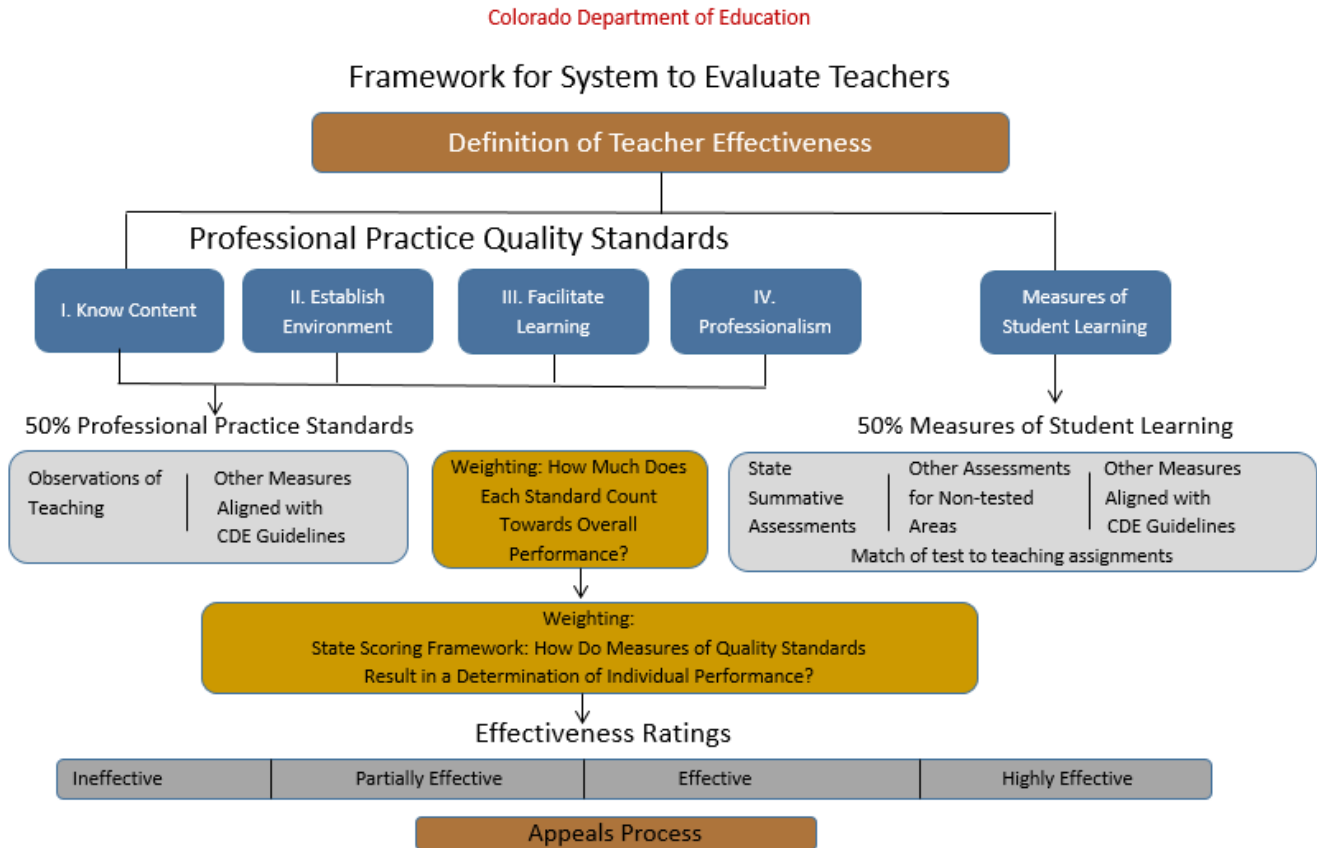 Colorado Department of Education
Framework for System to Evaluate Teachers
Definition of Teacher Effectiveness
Professional Practice Quality Standards
I. Know Content
II. Establish
Environment
III. Facilitate
Learning
IV.
Professionalism
Measures of
Student Learning
50% Professional Practice Standards
Observations of
Teaching
Other Measures
Aligned with
CDE Guidelines
Weighting: How Much Does
Each Standard Count
Towards Overall
Performance?
50% Measures of Student Learning
State
Summative
Assessments
Other Assessments
for Non-tested
Areas
Other Measures
Aligned with
CDE Guidelines
Match of test to teaching assignments
Weighting:
State Scoring Framework: How Do Measures of Quality Standards
Result in a Determination of Individual Performance?
Effectiveness Ratings
Ineffective
Partially Effective
Effective
Highly Effective
Appeals Process